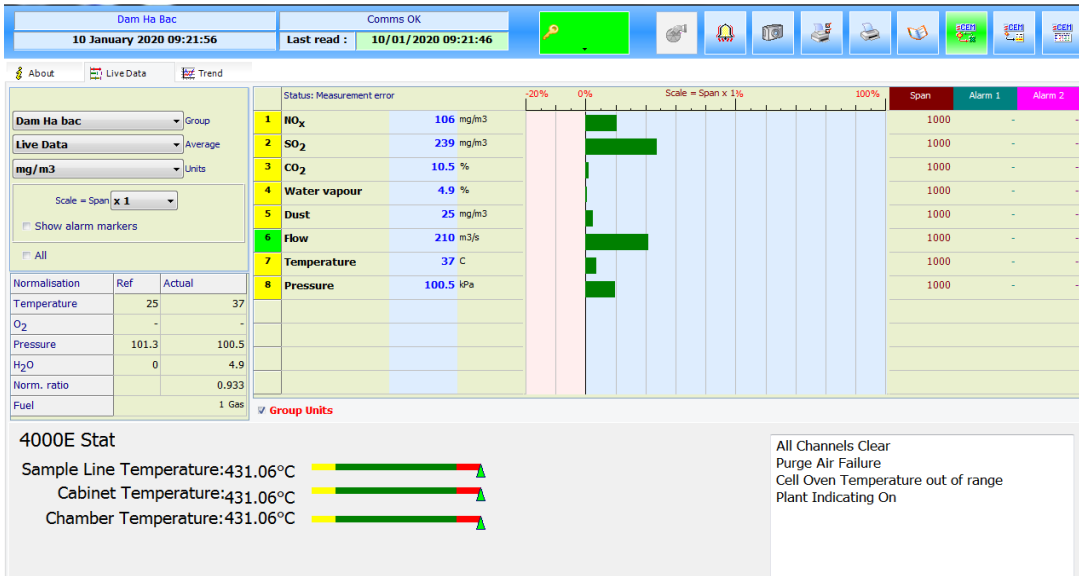 Dam Ha Bac
Comms OK
10 January 2020 09:21:56
Last read : 10/01/2020 09:21:46
CEM CEM CEM
About Live Data Trend
Status: Measurement error -20% 0% Scale = Span x 1% 100% Span Alarm 1 Alarm 2
Dam Ha bac Group
Live Data Average
mg/m3 Units
Scale = Span x 1
Show alarm markers
All
1 NOX 106 mg/m3 1000 - -
2 SO2 239 mg/m3 1000 - -
3 CO2 10.5 % 1000 - -
4 Water vapour 4.9 % 1000 - -
5 Dust 25 mg/m3 1000 - -
6 Flow 210 m3/s 1000 - -
7 Temperature 37 C 1000 - -
8 Pressure 100.5 kPa 1000 - -
Normalisation Ref Actual
Temperature 25 37
O2 - -
Pressure 101.3 100.5
H2O 0 4.9
Norm. ratio 0.933
Fuel 1 Gas
Group Units
4000E Stat
Sample Line Temperature:431.06°C
Cabinet Temperature:431.06°C
Chamber Temperature:431.06°C
All Channels Clear
Purge Air Failure
Cell Oven Temperature out of range
Plant Indicating On